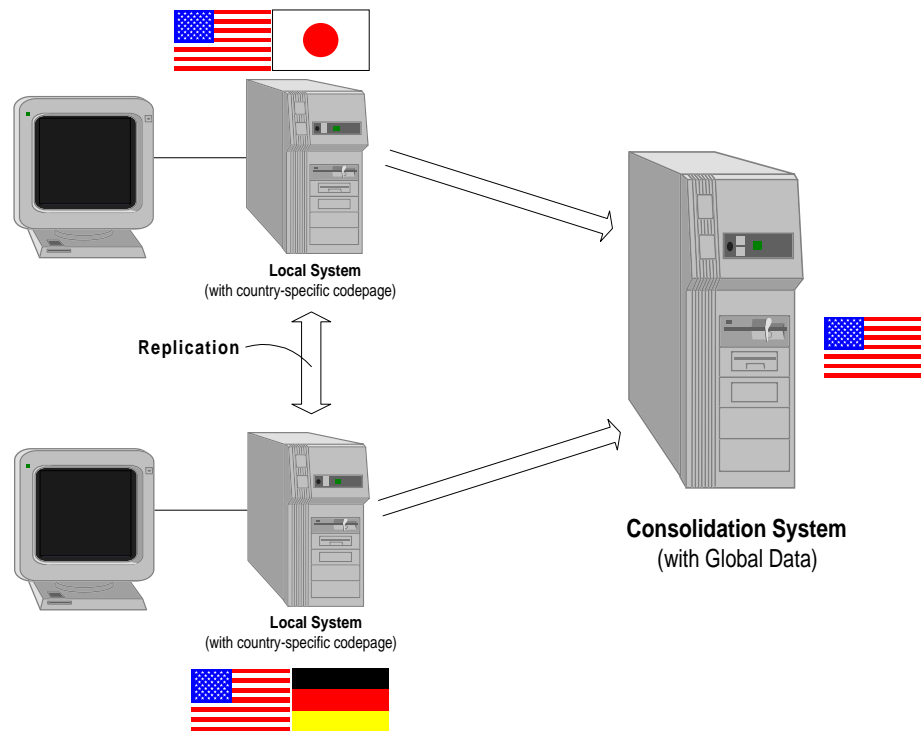 Local System
(with country-specific codepage)
Replication
Local System
(with country-specific codepage)
Consolidation System
(with Global Data)